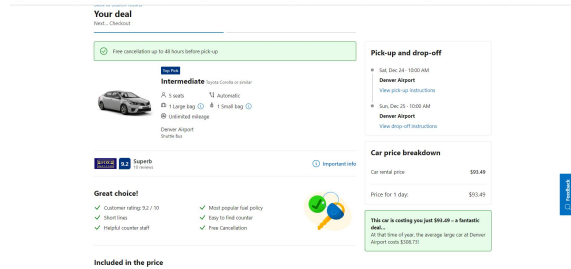 Your deal
Next... Checkout
Free cancellation up to 48 hours before pick-up
Top Pick
Intermediate Toyota Corolla or similar
5 seats
Automatic
1 Large bag
1 Small bag
Unlimited mileage
Denver Airport
Shuttle Bus
9.2
Superb
10 reviews
Important info
Great choice!
Customer rating: 9.2 / 10
Most popular fuel policy
Short lines
Easy to find counter
Helpful counter staff
Free Cancellation
Included in the price
Pick-up and drop-off
Sat, Dec 24 · 10:00 AM
Denver Airport
View pick-up instructions
Sun, Dec 25 · 10:00 AM
Denver Airport
View drop-off instructions
Car price breakdown
Car rental price $93.49
Price for 1 day: $93.49
This car is costing you just $93.49 – a fantastic
deal...
At that time of year, the average large car at Denver
Airport costs $308.73!
Feedback